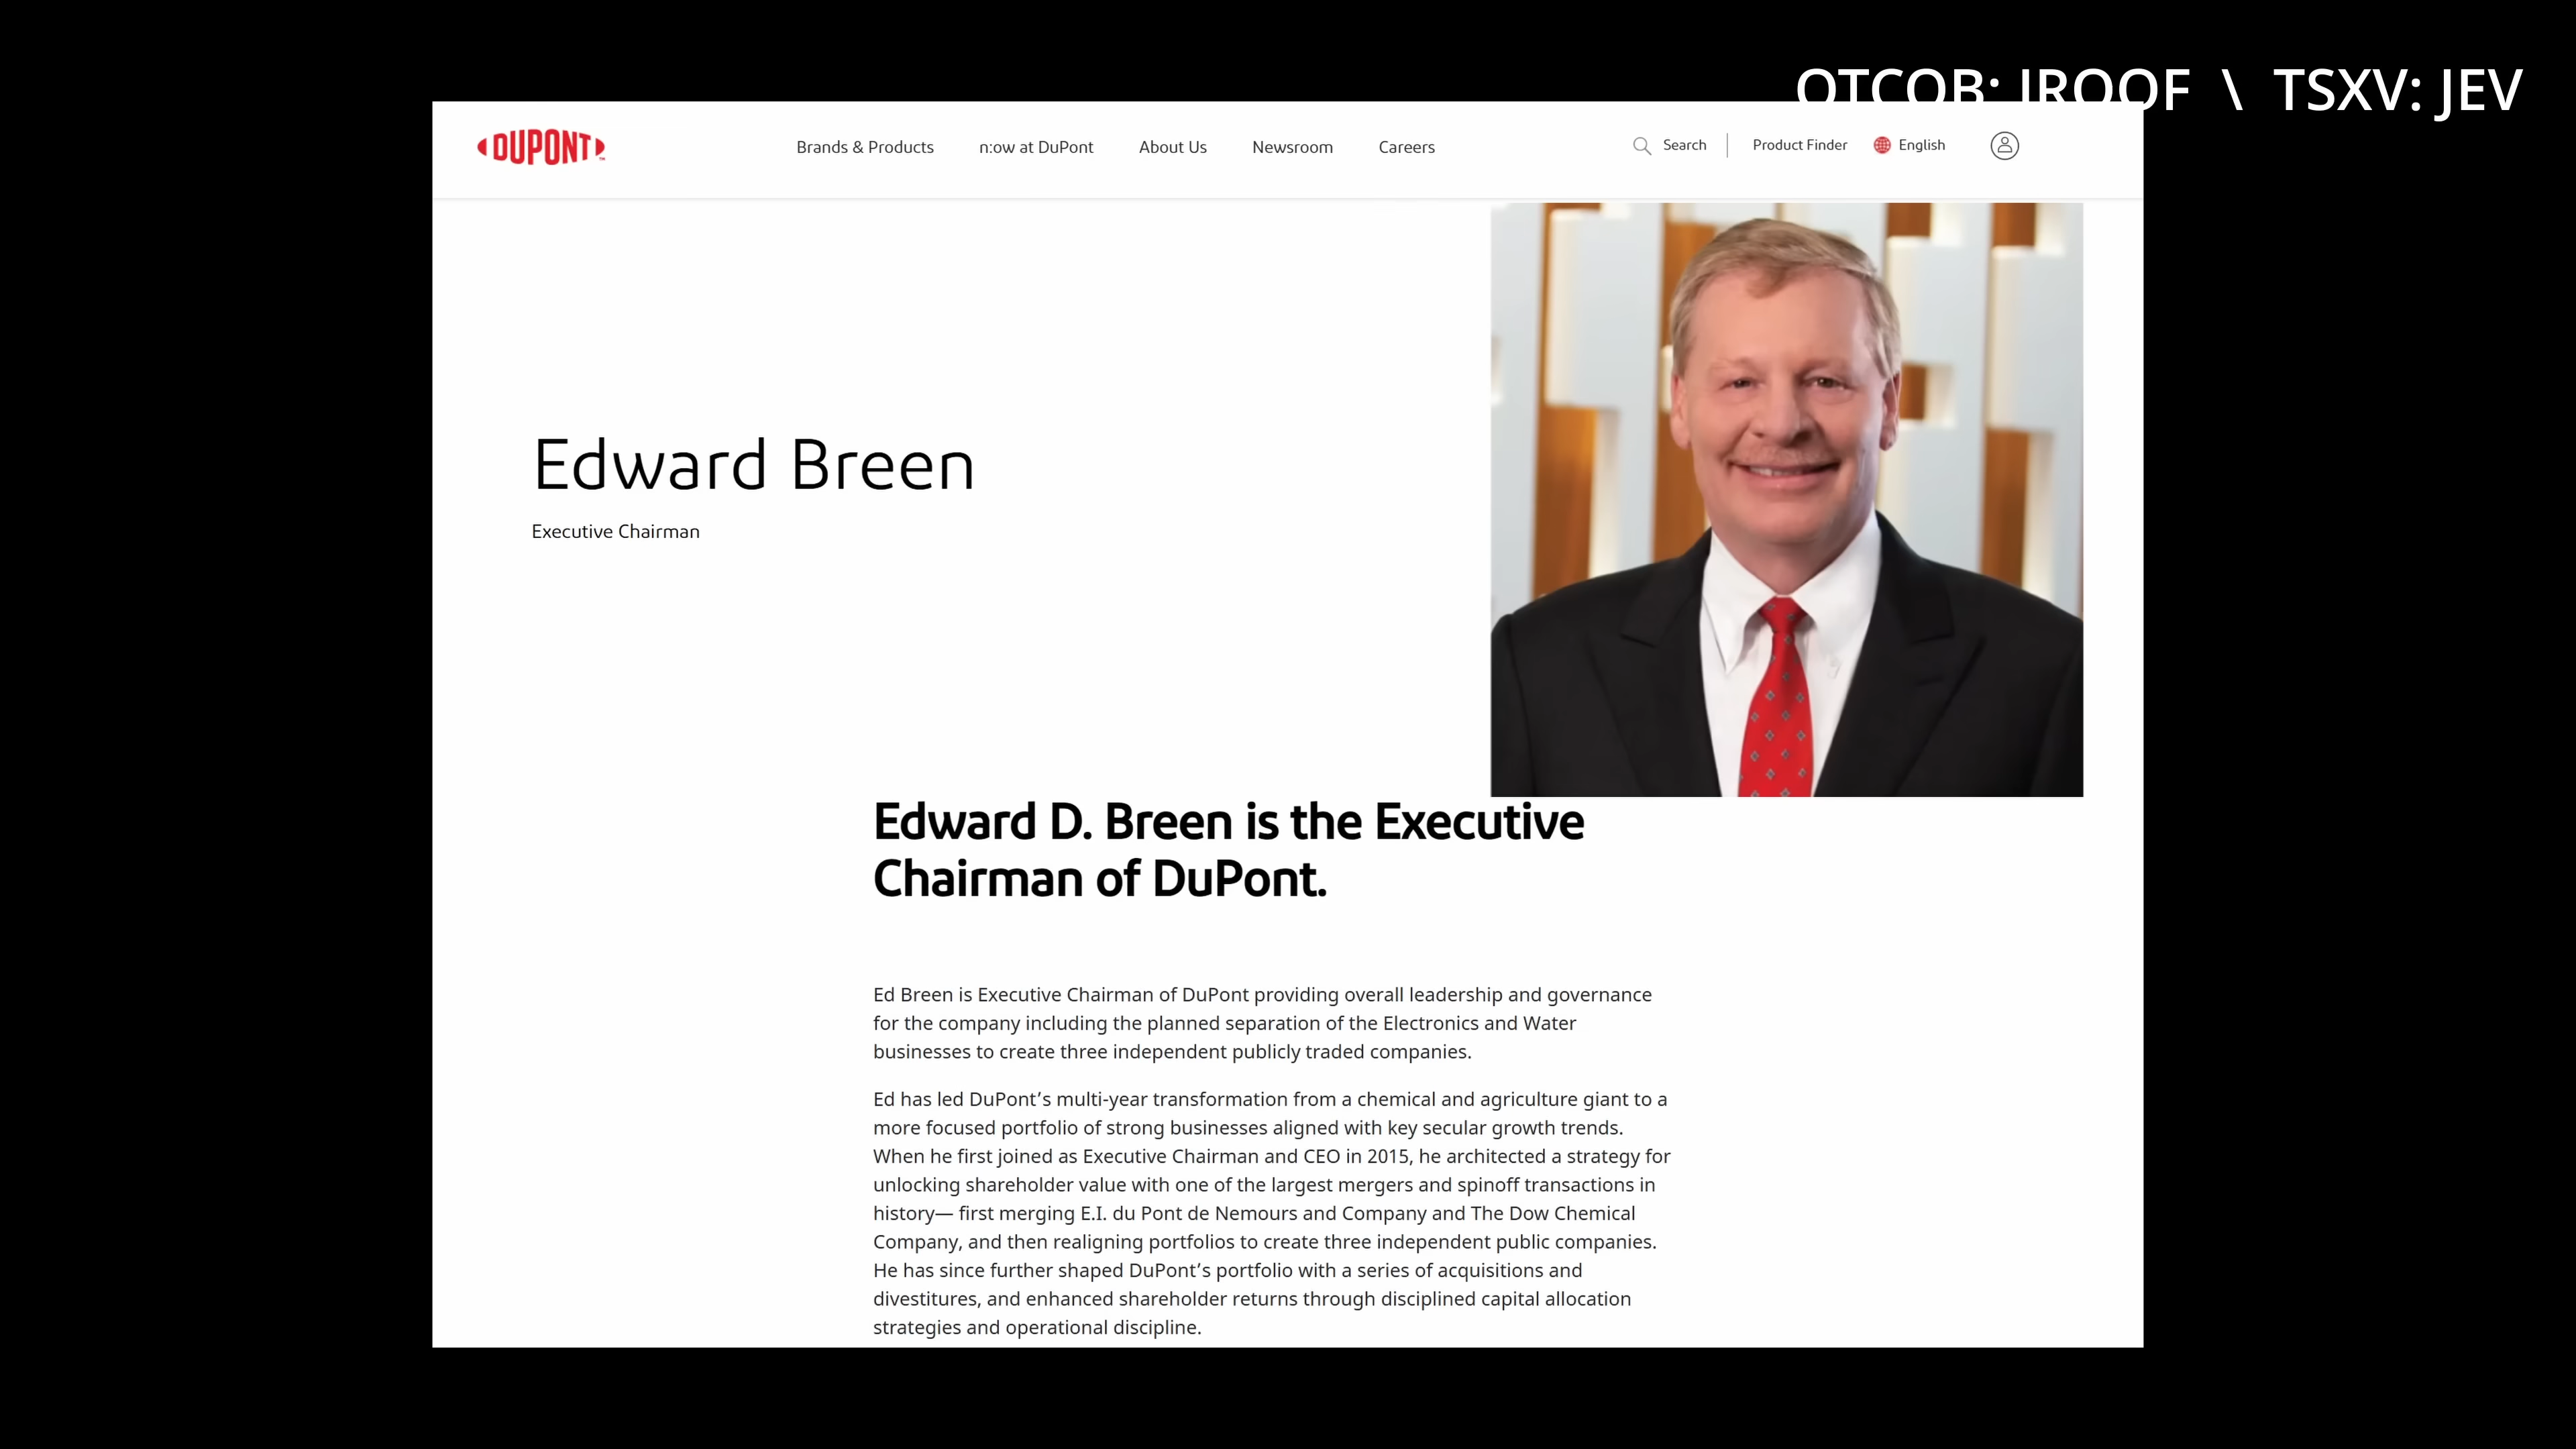 OTCQB: JROOF \ TSXV: JEV
DUPONT
Brands & Products
n:ow at DuPont
About Us
Newsroom
Careers
Search
Product Finder
English
Edward Breen
Executive Chairman
Edward D. Breen is the Executive
Chairman of DuPont.
Ed Breen is Executive Chairman of DuPont providing overall leadership and governance
for the company including the planned separation of the Electronics and Water
businesses to create three independent publicly traded companies.
Ed has led DuPont’s multi-year transformation from a chemical and agriculture giant to a
more focused portfolio of strong businesses aligned with key secular growth trends.
When he first joined as Executive Chairman and CEO in 2015, he architected a strategy for
unlocking shareholder value with one of the largest mergers and spinoff transactions in
history— first merging E.I. du Pont de Nemours and Company and The Dow Chemical
Company, and then realigning portfolios to create three independent public companies.
He has since further shaped DuPont’s portfolio with a series of acquisitions and
divestitures, and enhanced shareholder returns through disciplined capital allocation
strategies and operational discipline.